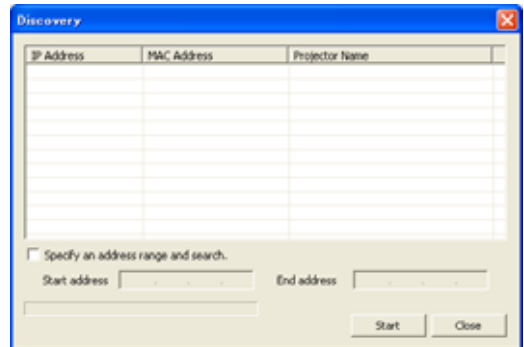 Discovery
IP Address MAC Address Projector Name
Specify an address range and search.
Start address . . . End address . . .
Start Close